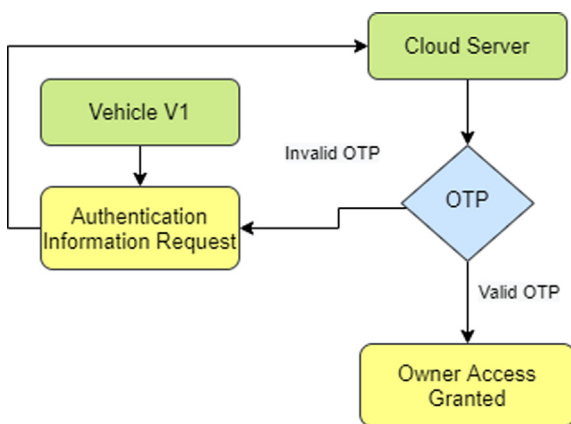 Cloud Server
Vehicle V1
Invalid OTP
OTP
Authentication
Information Request
Valid OTP
Owner Access
Granted